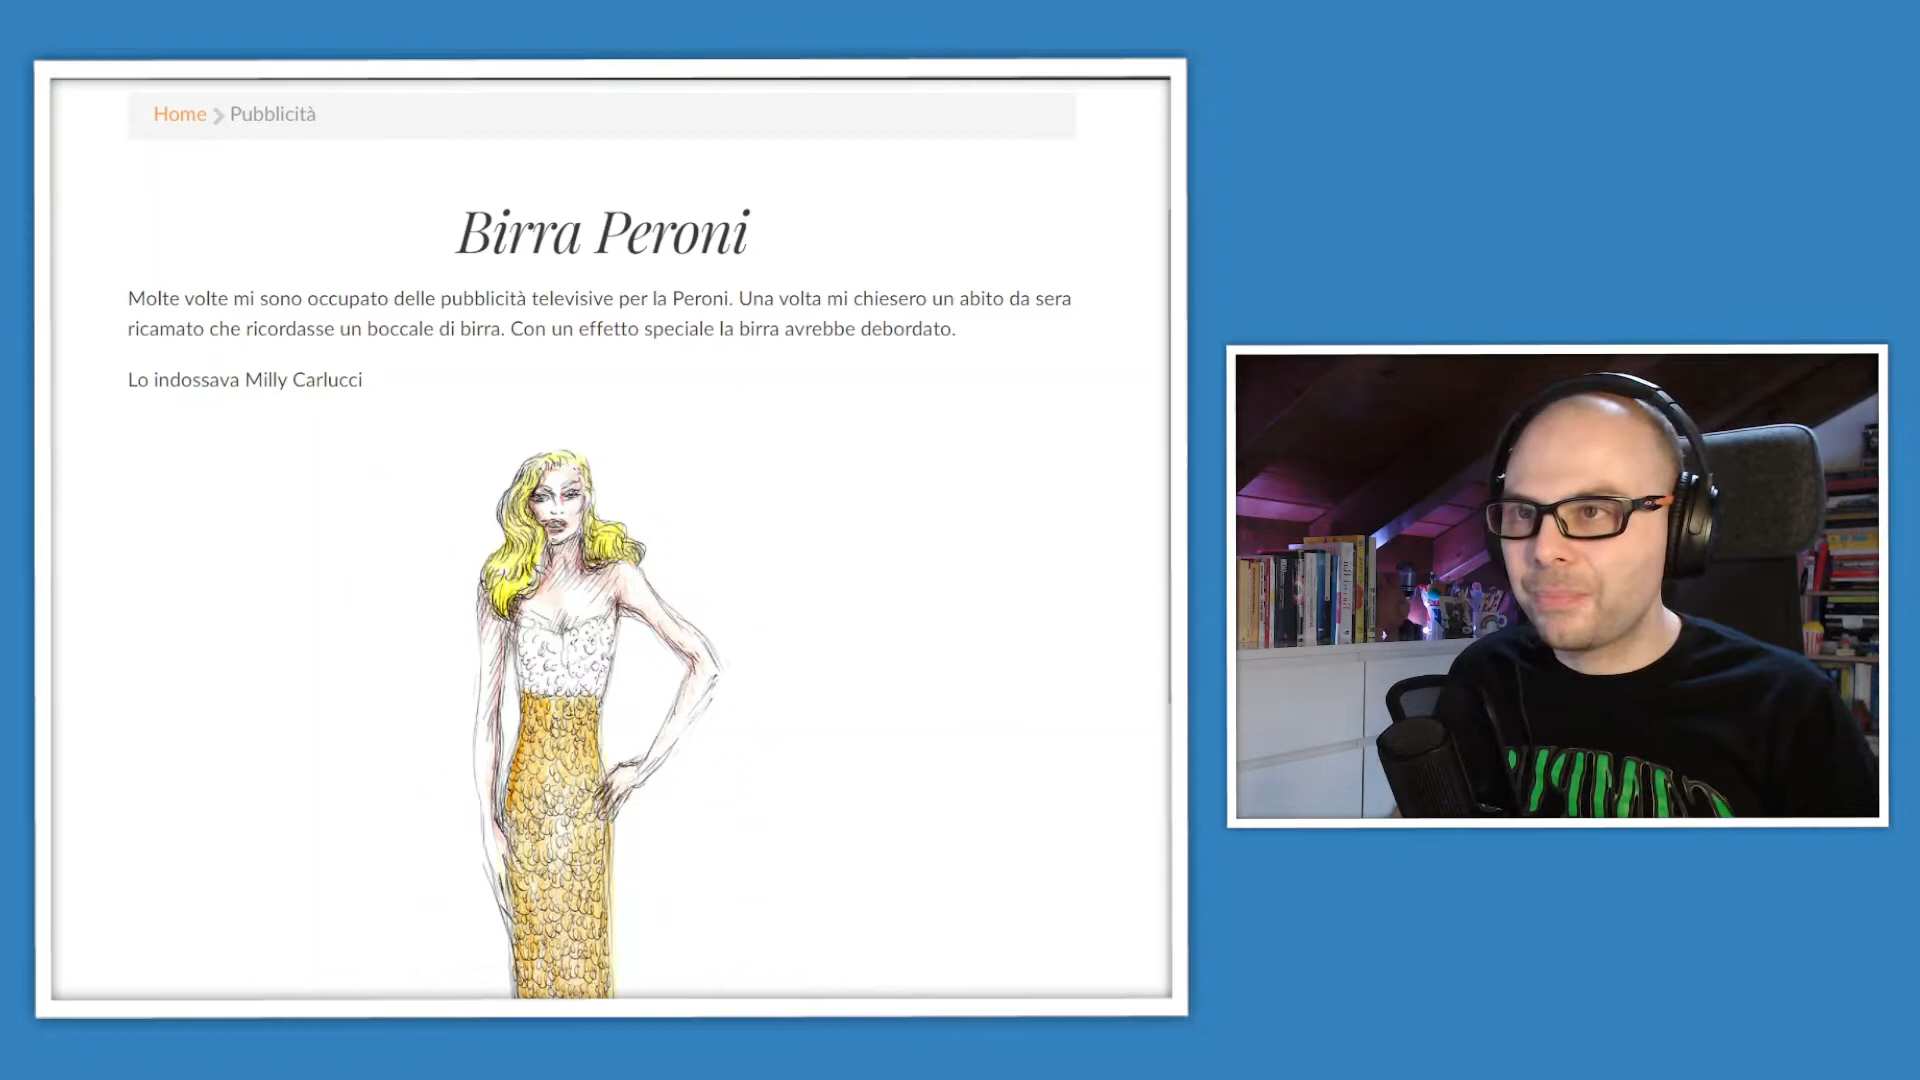 Home Pubblicità
Birra Peroni
Molte volte mi sono occupato delle pubblicità televisive per la Peroni. Una volta mi chiesero un abito da sera
ricamato che ricordasse un boccale di birra. Con un effetto speciale la birra avrebbe debordato.
Lo indossava Milly Carlucci